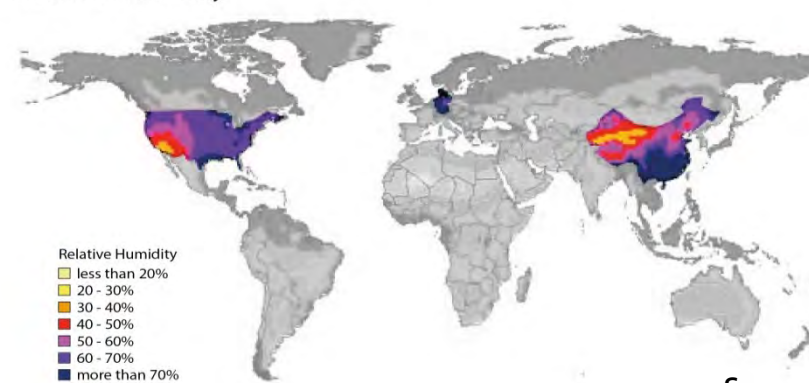 Relative Humidity
less than 20%
20 - 30%
30 - 40%
40 - 50%
50 - 60%
60 - 70%
more than 70%